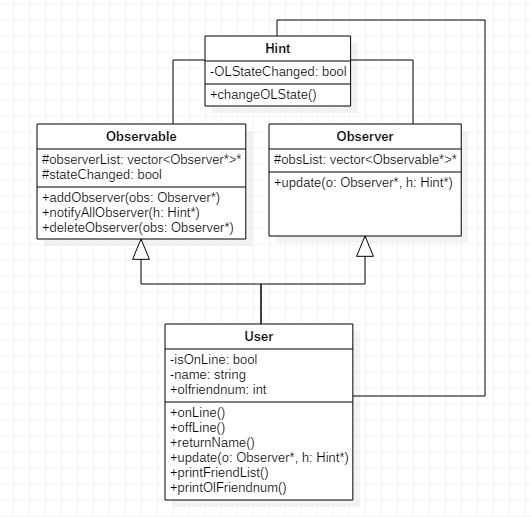 Hint
-OLStateChanged: bool
+changeOLState()
Observable
#observerList: vector<Observer*>*
#stateChanged: bool
+addObserver(obs: Observer*)
+notifyAllObserver(h: Hint*)
+deleteObserver(obs: Observer*)
Observer
#obsList: vector<Observable*>*
+update(o: Observer*, h: Hint*)
User
-isOnLine: bool
-name: string
+olfriendnum: int
+onLine()
+offLine()
+returnName()
+update(o: Observer*, h: Hint*)
+printFriendList()
+printOlFriendnum()